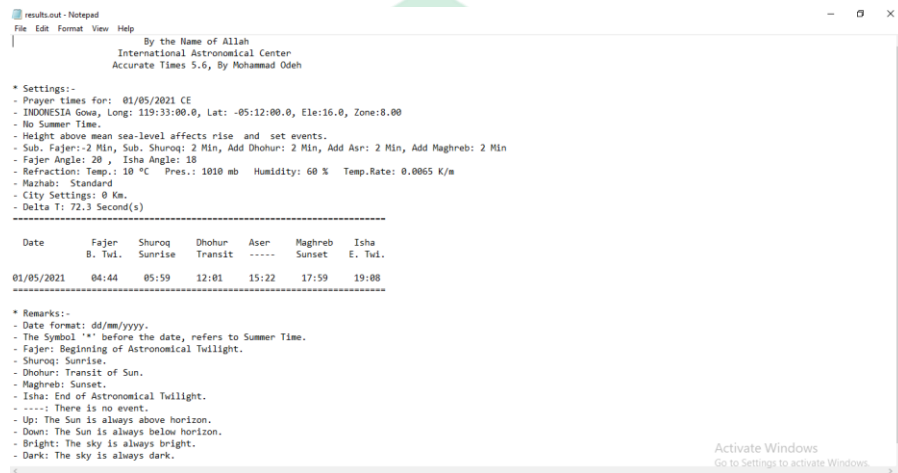 results.out - Notepad
File Edit Format View Help
By the Name of Allah
International Astronomical Center
Accurate Times 5.6, By Mohammad Odeh
* Settings:-
- Prayer times for: 01/05/2021 CE
- INDONESIA Gowa, Long: 119:33:00.0, Lat: -05:12:00.0, Ele:16.0, Zone:8.00
- No Summer Time.
- Height above mean sea-level affects rise and set events.
- Sub. Fajer:-2 Min, Sub. Shuroq: 2 Min, Add Dhohur: 2 Min, Add Asr: 2 Min, Add Maghreb: 2 Min
- Fajer Angle: 20 , Isha Angle: 18
- Refraction: Temp.: 10 ºC Pres.: 1010 mb Humidity: 60 % Temp.Rate: 0.0065 K/m
- Mazhab: Standard
- City Settings: 0 Km.
- Delta T: 72.3 Second(s)
-----------------------------------------------------------------------
Date Fajer Shuroq Dhohur Aser Maghreb Isha
B. Twi. Sunrise Transit ----- Sunset E. Twi.
01/05/2021 04:44 05:59 12:01 15:22 17:59 19:08
=======================================================================
* Remarks:-
- Date format: dd/mm/yyyy.
- The Symbol '*' before the date, refers to Summer Time.
- Fajer: Beginning of Astronomical Twilight.
- Shuroq: Sunrise.
- Dhohur: Transit of Sun.
- Maghreb: Sunset.
- Isha: End of Astronomical Twilight.
- ----: There is no event.
- Up: The Sun is always above horizon.
- Down: The Sun is always below horizon.
- Bright: The sky is always bright.
- Dark: The sky is always dark.
Activate Windows
Go to Settings to activate Windows.